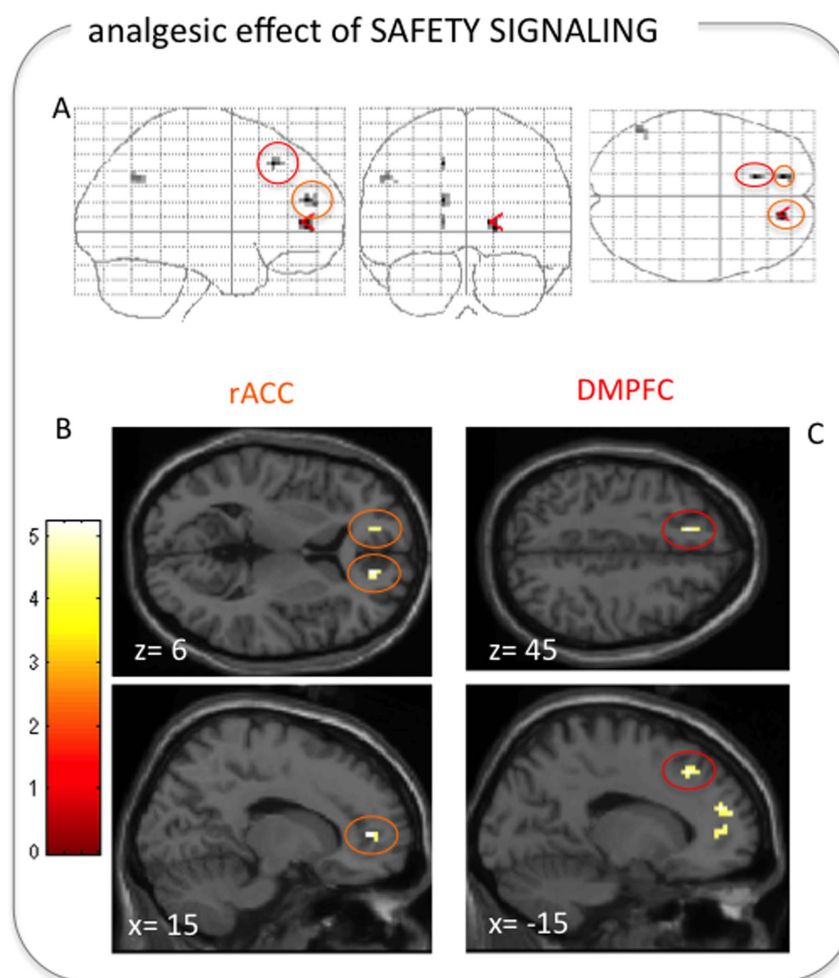 analgesic effect of SAFETY SIGNALING
A
rACC
DMPFC
B
C
5
4
3
2
1
0
z= 6
z= 45
x= 15
x= -15